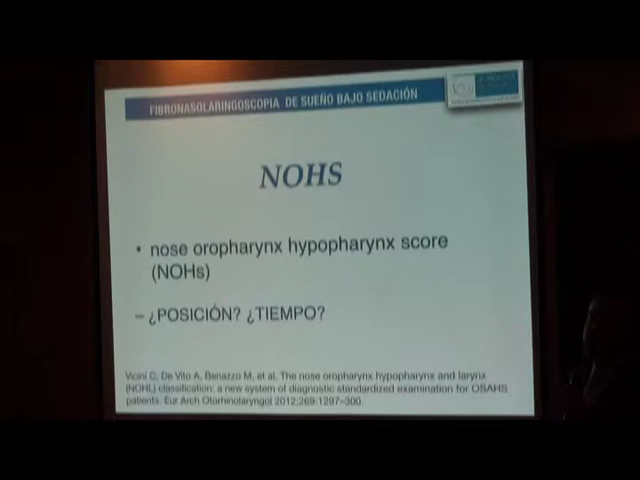 FIBRONASOLARINGOSCOPIA DE SUEÑO BAJO SEDACIÓN
NOHS
• nose oropharynx hypopharynx score
(NOHs)
– ¿POSICIÓN? ¿TIEMPO?
Vicini C, De Vito A, Benazzo M, et al. The nose oropharynx hypopharynx and larynx
(NOHL) classification: a new system of diagnostic standardized examination for OSAHS
patients. Eur Arch Otorhinolaryngol 2012;269:1297–300.